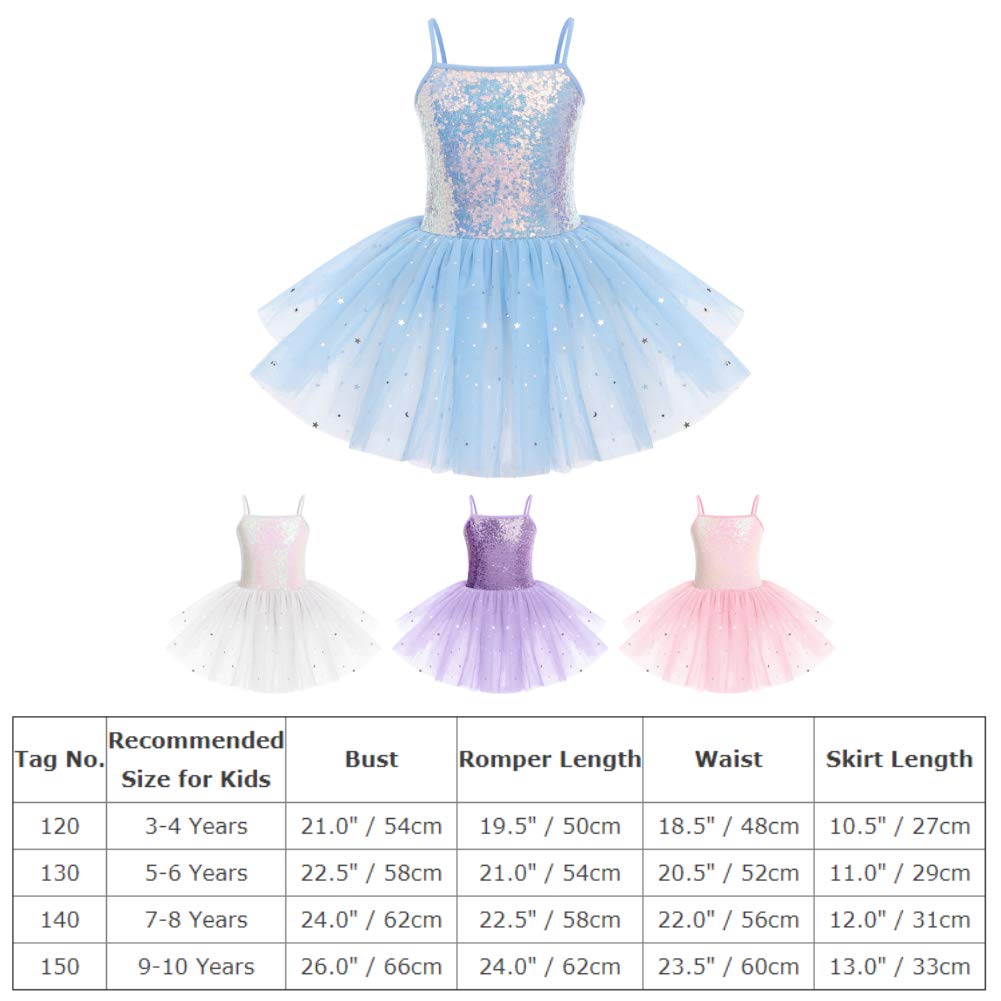 Tag No. Recommended Size for Kids Bust Romper Length Waist Skirt Length
120 3-4 Years 21.0" / 54cm 19.5" / 50cm 18.5" / 48cm 10.5" / 27cm
130 5-6 Years 22.5" / 58cm 21.0" / 54cm 20.5" / 52cm 11.0" / 29cm
140 7-8 Years 24.0" / 62cm 22.5" / 58cm 22.0" / 56cm 12.0" / 31cm
150 9-10 Years 26.0" / 66cm 24.0" / 62cm 23.5" / 60cm 13.0" / 33cm